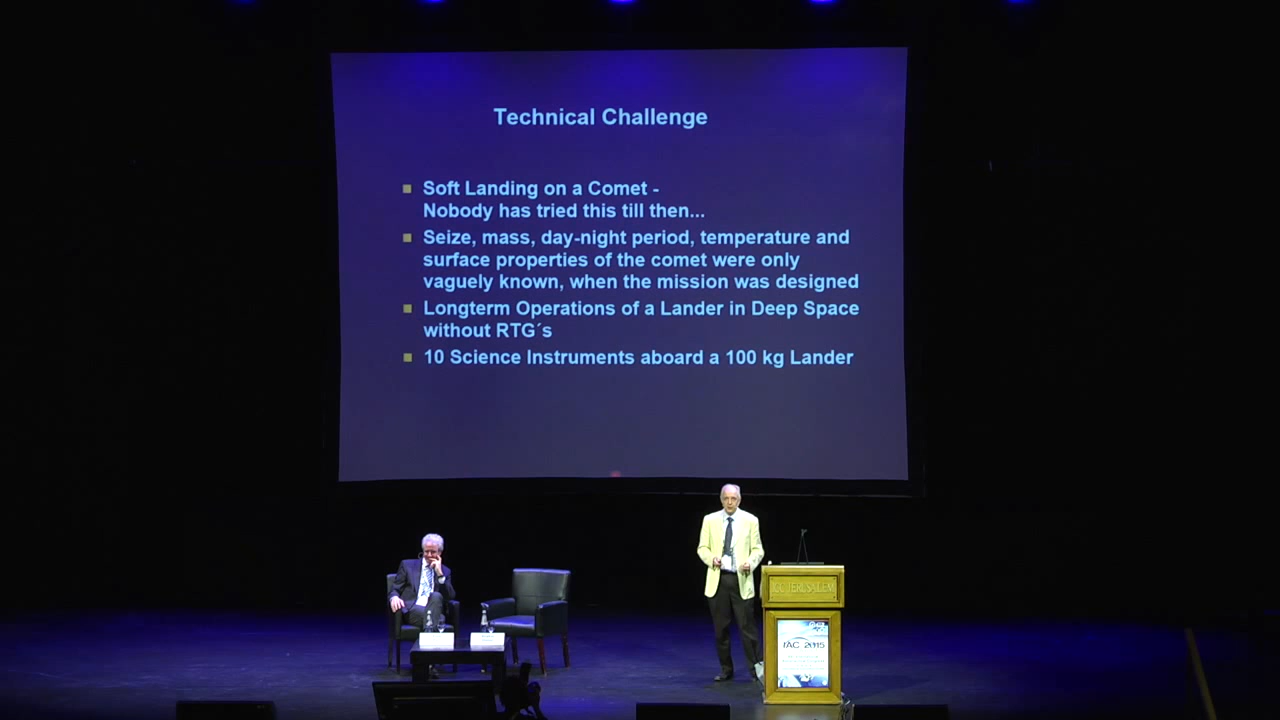 Technical Challenge
Soft Landing on a Comet -
Nobody has tried this till then...
Seize, mass, day-night period, temperature and
surface properties of the comet were only
vaguely known, when the mission was designed
Longterm Operations of a Lander in Deep Space
without RTG´s
10 Science Instruments aboard a 100 kg Lander
ICC JERUSALEM
IAC 2015